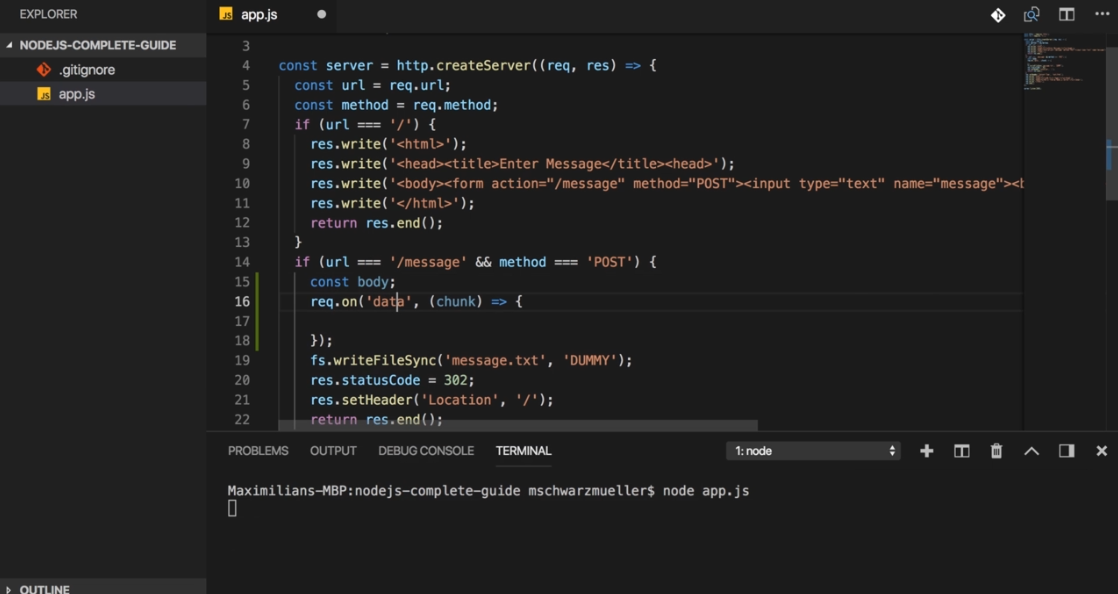 EXPLORER
JS app.js
NODEJS-COMPLETE-GUIDE
.gitignore
JS app.js
3
4 const server = http.createServer((req, res) => {
5 const url = req.url;
6 const method = req.method;
7 if (url === '/') {
8 res.write('<html>');
9 res.write('<head><title>Enter Message</title><head>');
10 res.write('<body><form action="/message" method="POST"><input type="text" name="message"><b
11 res.write('</html>');
12 return res.end();
13 }
14 if (url === '/message' && method === 'POST') {
15 const body;
16 req.on('data', (chunk) => {
17
18 });
19 fs.writeFileSync('message.txt', 'DUMMY');
20 res.statusCode = 302;
21 res.setHeader('Location', '/');
22 return res.end();
PROBLEMS OUTPUT DEBUG CONSOLE TERMINAL 1: node
Maximilians-MBP:nodejs-complete-guide mschwarzmueller$ node app.js
OUTLINE